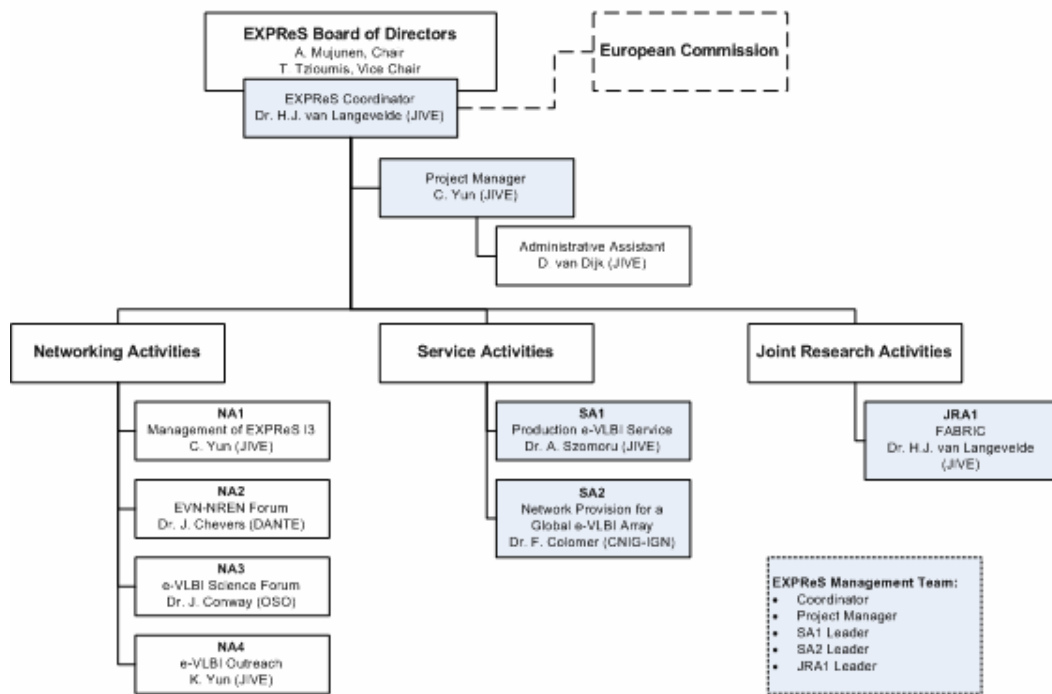 EXPReS Board of Directors
A. Mujunen, Chair
T. Tzioumis, Vice Chair
European Commission
EXPReS Coordinator
Dr. H.J. van Langevelde (JIVE)
Project Manager
C. Yun (JIVE)
Administrative Assistant
D. van Dijk (JIVE)
Networking Activities
Service Activities
Joint Research Activities
NA1
Management of EXPReS I3
C. Yun (JIVE)
NA2
EVN-NREN Forum
Dr. J. Chevers (DANTE)
NA3
e-VLBI Science Forum
Dr. J. Conway (OSO)
NA4
e-VLBI Outreach
K. Yun (JIVE)
SA1
Production e-VLBI Service
Dr. A. Szomoru (JIVE)
SA2
Network Provision for a
Global e-VLBI Array
Dr. F. Colomer (CNIG-IGN)
JRA1
FABRIC
Dr. H.J. van Langevelde
(JIVE)
EXPReS Management Team:
• Coordinator
• Project Manager
• SA1 Leader
• SA2 Leader
• JRA1 Leader